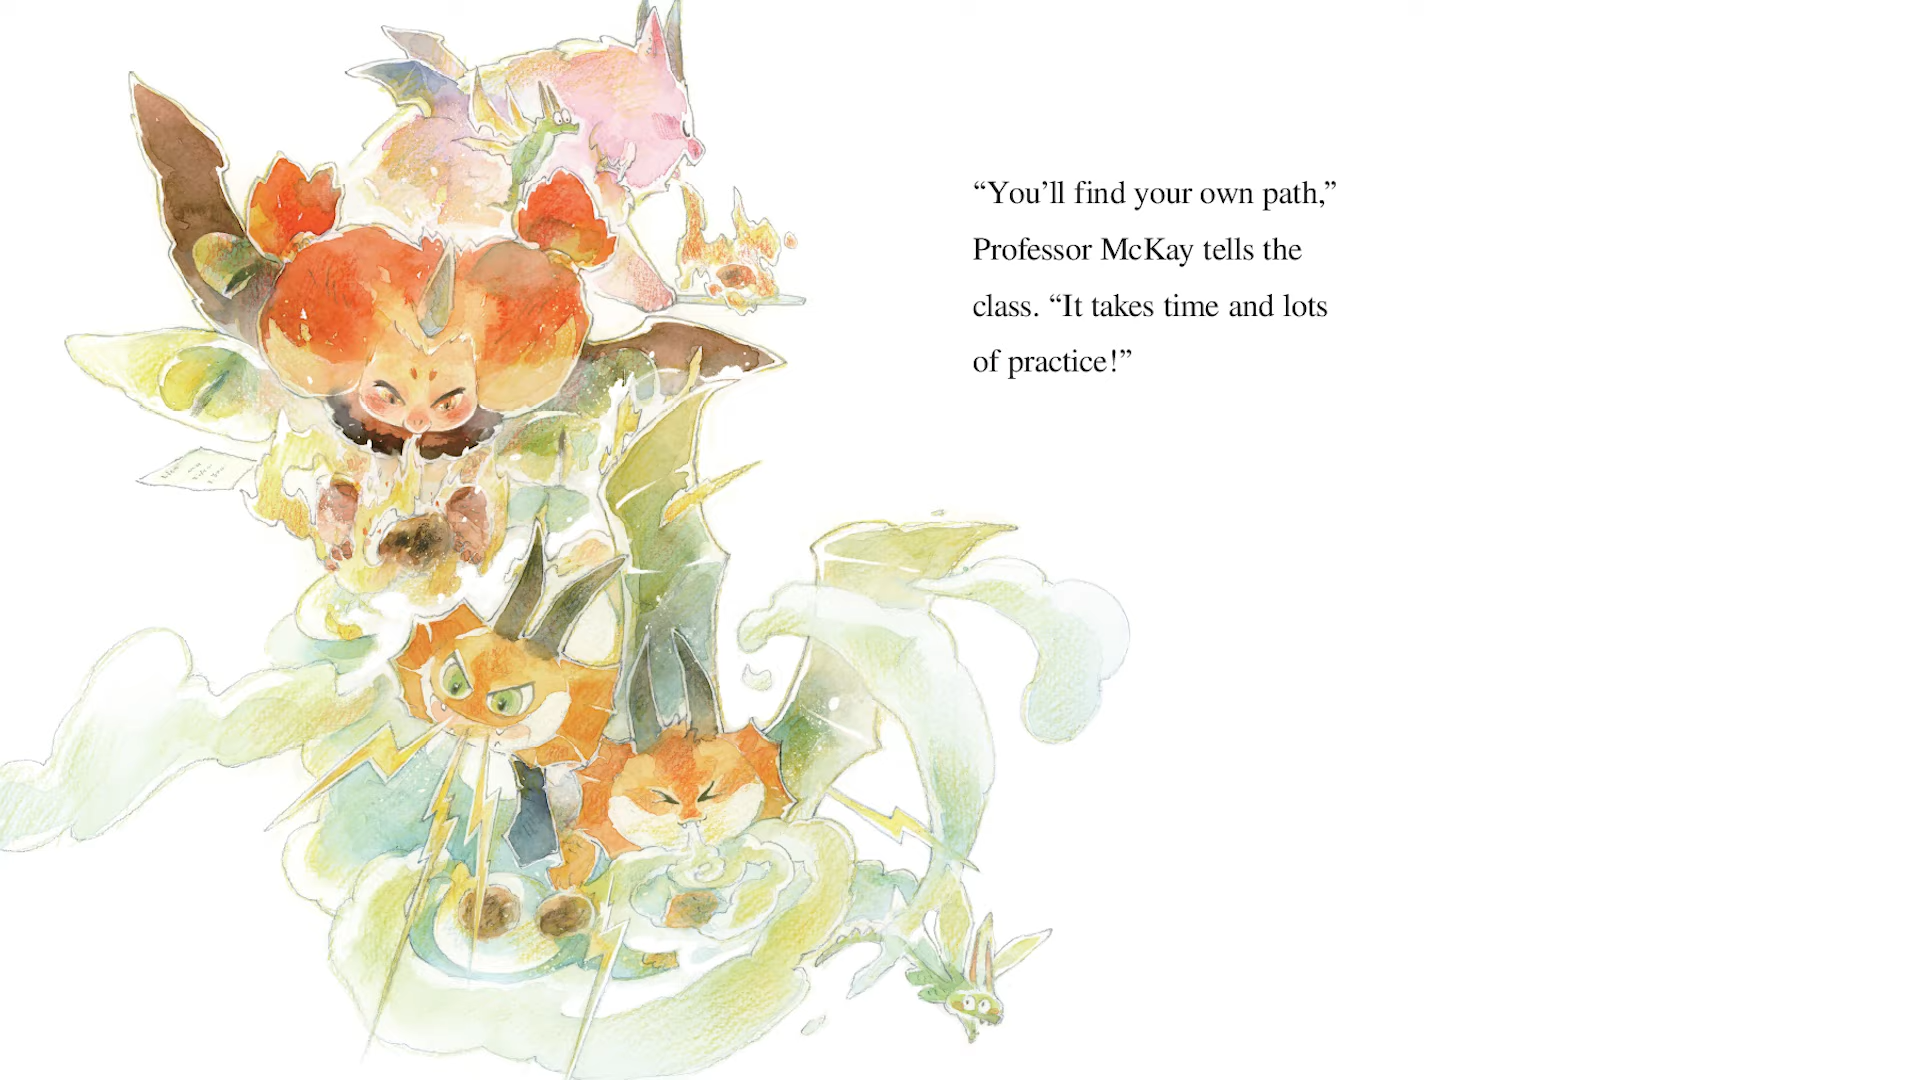 “You’ll find your own path,”
Professor McKay tells the
class. “It takes time and lots
of practice!”